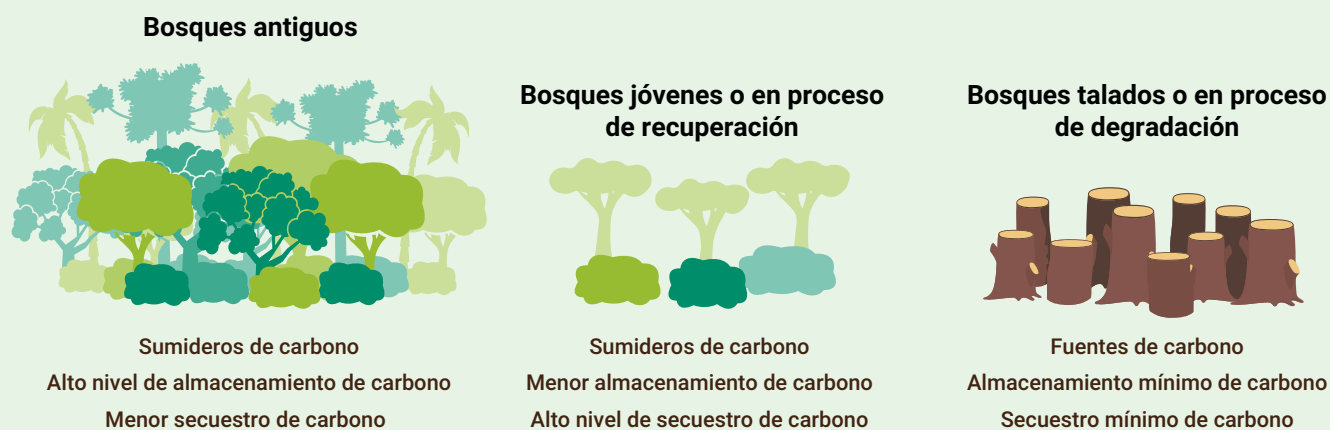 Bosques antiguos
Sumideros de carbono
Alto nivel de almacenamiento de carbono
Menor secuestro de carbono
Bosques jóvenes o en proceso
de recuperación
Sumideros de carbono
Menor almacenamiento de carbono
Alto nivel de secuestro de carbono
Bosques talados o en proceso
de degradación
Fuentes de carbono
Almacenamiento mínimo de carbono
Secuestro mínimo de carbono